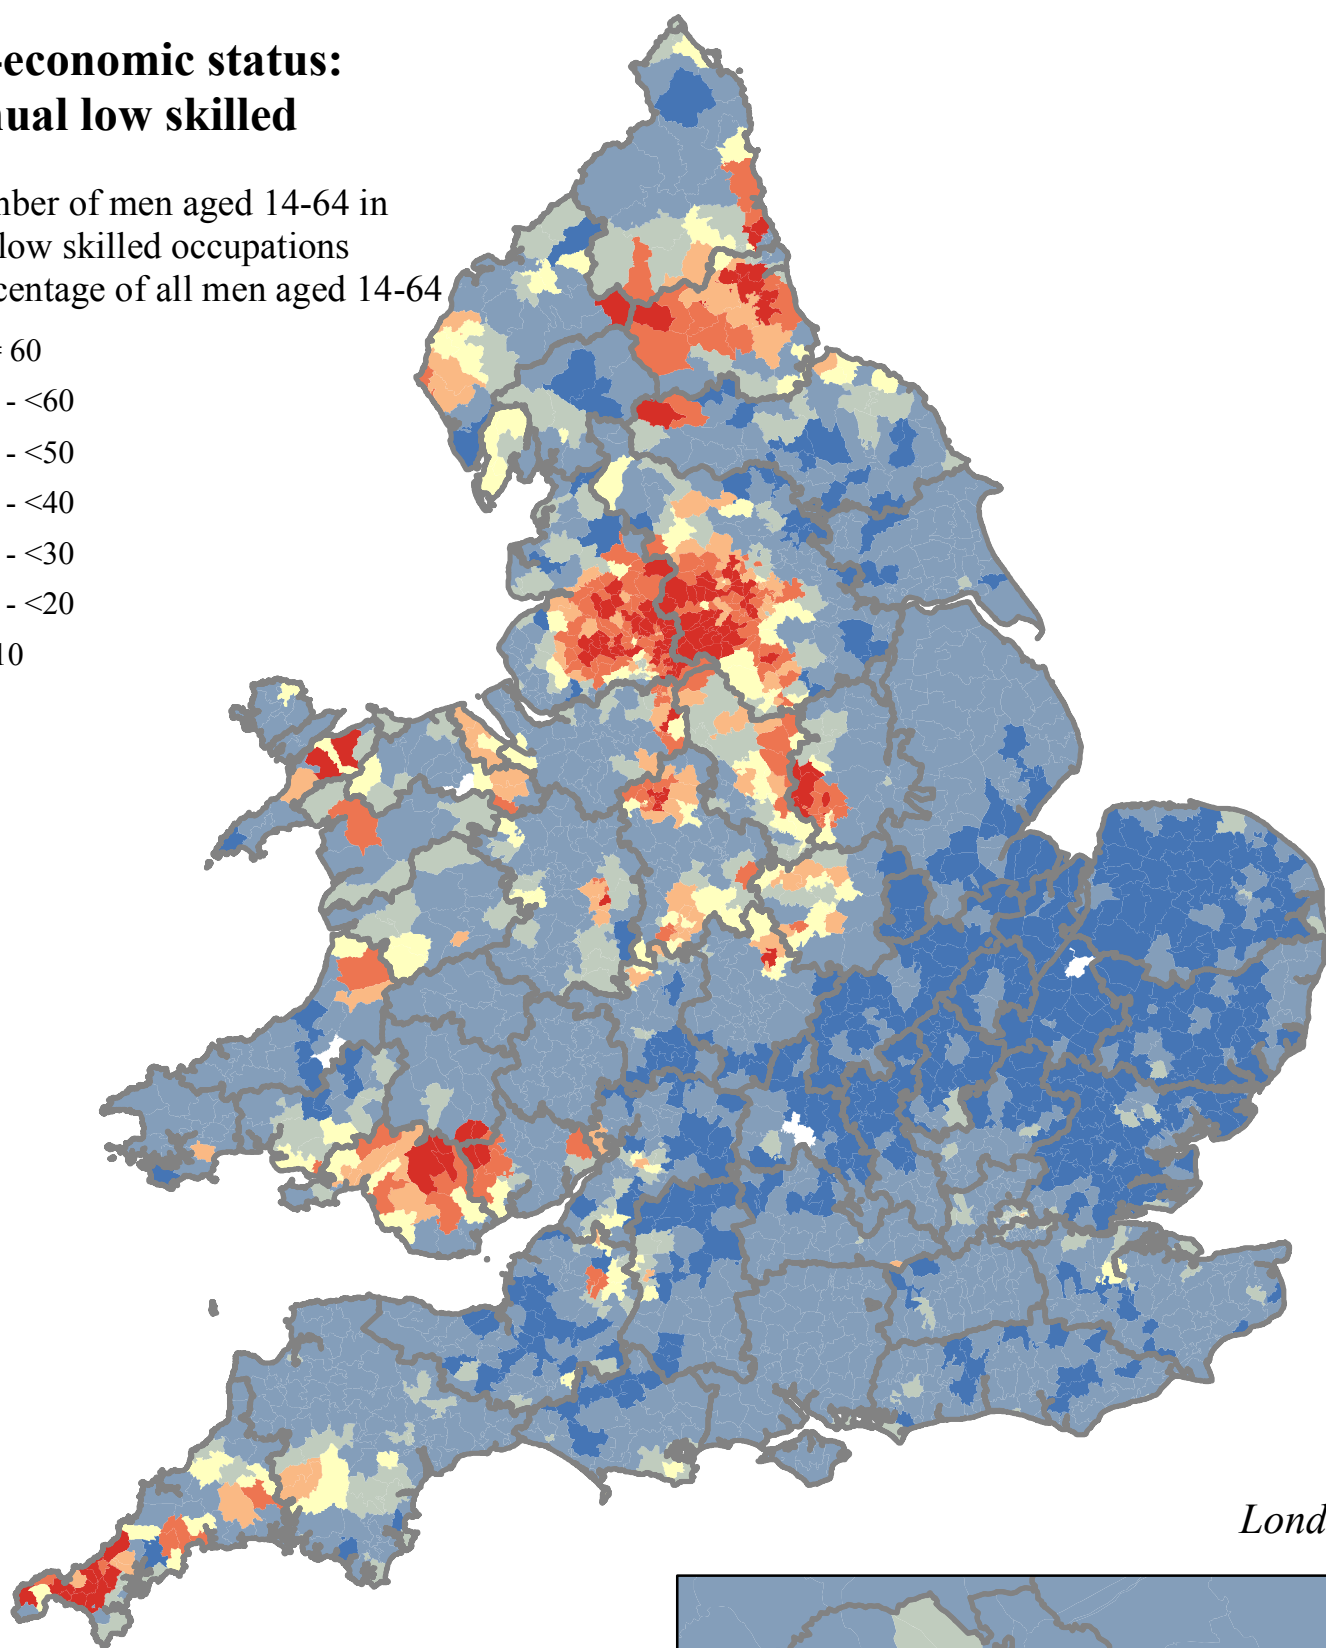 -economic status:
ual low skilled
ber of men aged 14-64 in
low skilled occupations
centage of all men aged 14-64
60
- <60
- <50
- <40
- <30
- <20
10
Lond